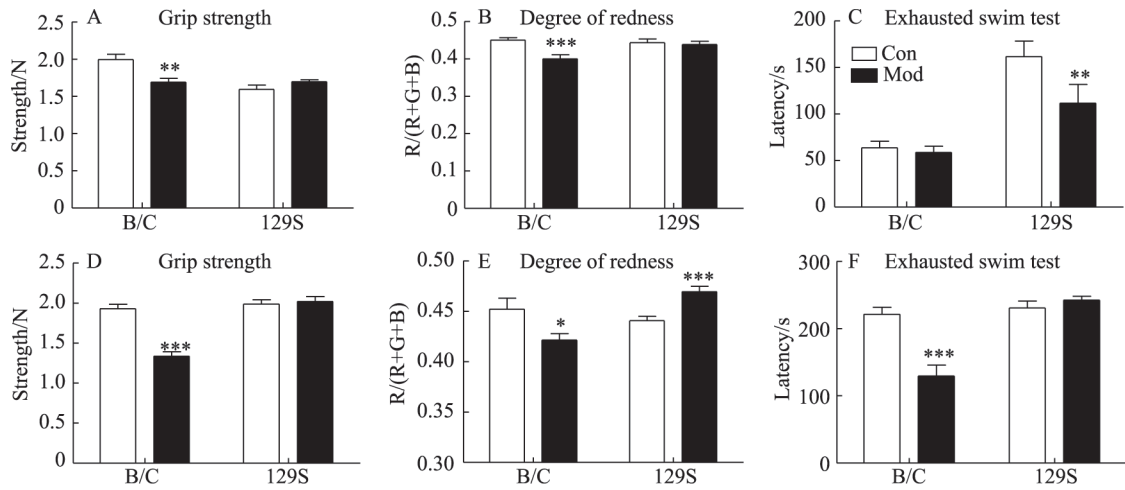 A Grip strength
Strength/N
2.5
2.0
1.5
1.0
0.5
0
**
B/C 129S
B Degree of redness
R/(R+G+B)
0.5
0.4
0.3
0.2
0.1
0
***
B/C 129S
C Exhausted swim test
Con
Mod
Latency/s
200
150
100
50
0
**
B/C 129S
D Grip strength
Strength/N
2.5
2.0
1.5
1.0
0.5
0
***
B/C 129S
E Degree of redness
R/(R+G+B)
0.50
0.45
0.40
0.45
0.30
*
***
B/C 129S
F Exhausted swim test
Latency/s
300
200
100
0
***
B/C 129S